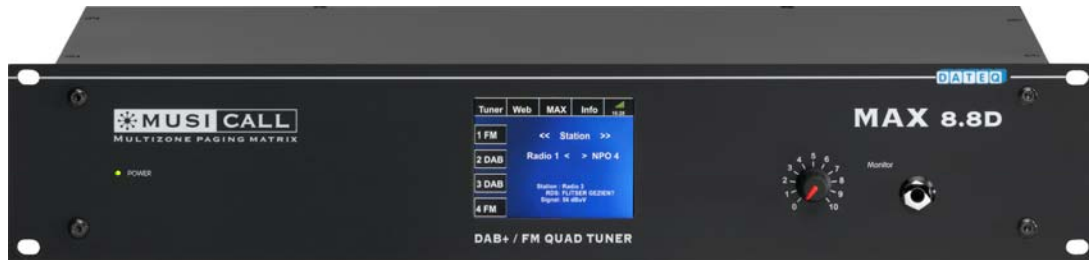 DATEQ
MUSICALL
MULTIZONE PAGING MATRIX
POWER
Tuner Web MAX Info
1 FM
2 DAB
3 DAB
4 FM
<< Station >>
Radio 1 < > NPO 4
Station : Radio 3
RDS: FLITSER GEZIEN?
Signal: 56 dBuV
DAB+ / FM QUAD TUNER
MAX 8.8D
Monitor
0 1 2 3 4 5 6 7 8 9 10